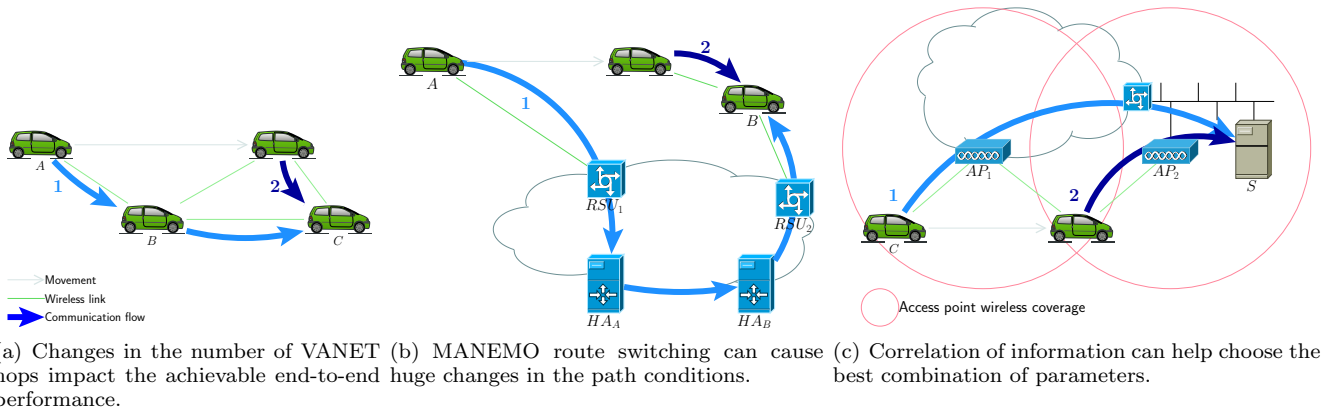 A
1
B
2
C
Movement
Wireless link
Communication flow
(a) Changes in the number of VANET
hops impact the achievable end-to-end
performance.
A
1
2
B
RSU1
RSU2
HAA
HAB
(b) MANEMO route switching can cause
huge changes in the path conditions.
AP1
AP2
S
1
2
C
Access point wireless coverage
(c) Correlation of information can help choose the
best combination of parameters.